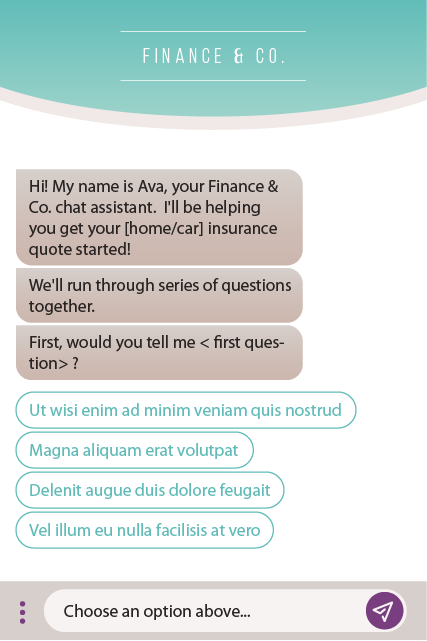 FINANCE & CO.
Hi! My name is Ava, your Finance &
Co. chat assistant.  I'll be helping
you get your [home/car] insurance
quote started!
We'll run through series of questions
together.
First, would you tell me < first ques-
tion> ?
Ut wisi enim ad minim veniam quis nostrud
Magna aliquam erat volutpat
Delenit augue duis dolore feugait
Vel illum eu nulla facilisis at vero
Choose an option above...